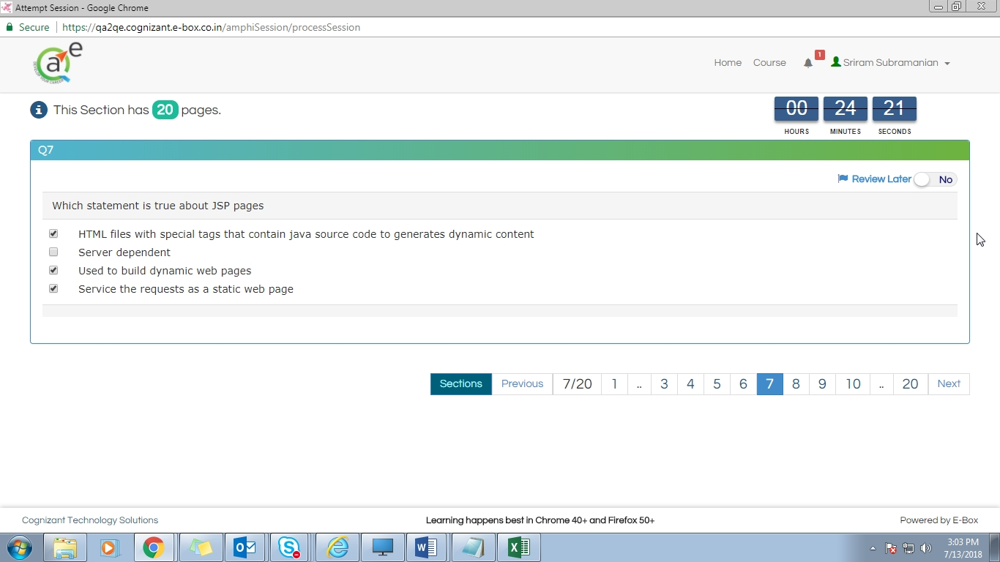 Attempt Session - Google Chrome
Secure | https://qa2qe.cognizant.e-box.co.in/amphiSession/processSession
a e
Home Course 1 Sriram Subramanian
This Section has 20 pages.
00 24 21
HOURS MINUTES SECONDS
Q7
Review Later No
Which statement is true about JSP pages
HTML files with special tags that contain java source code to generates dynamic content
Server dependent
Used to build dynamic web pages
Service the requests as a static web page
Sections Previous 7/20 1 .. 3 4 5 6 7 8 9 10 .. 20 Next
Cognizant Technology Solutions Learning happens best in Chrome 40+ and Firefox 50+ Powered by E-Box
3:03 PM
7/13/2018